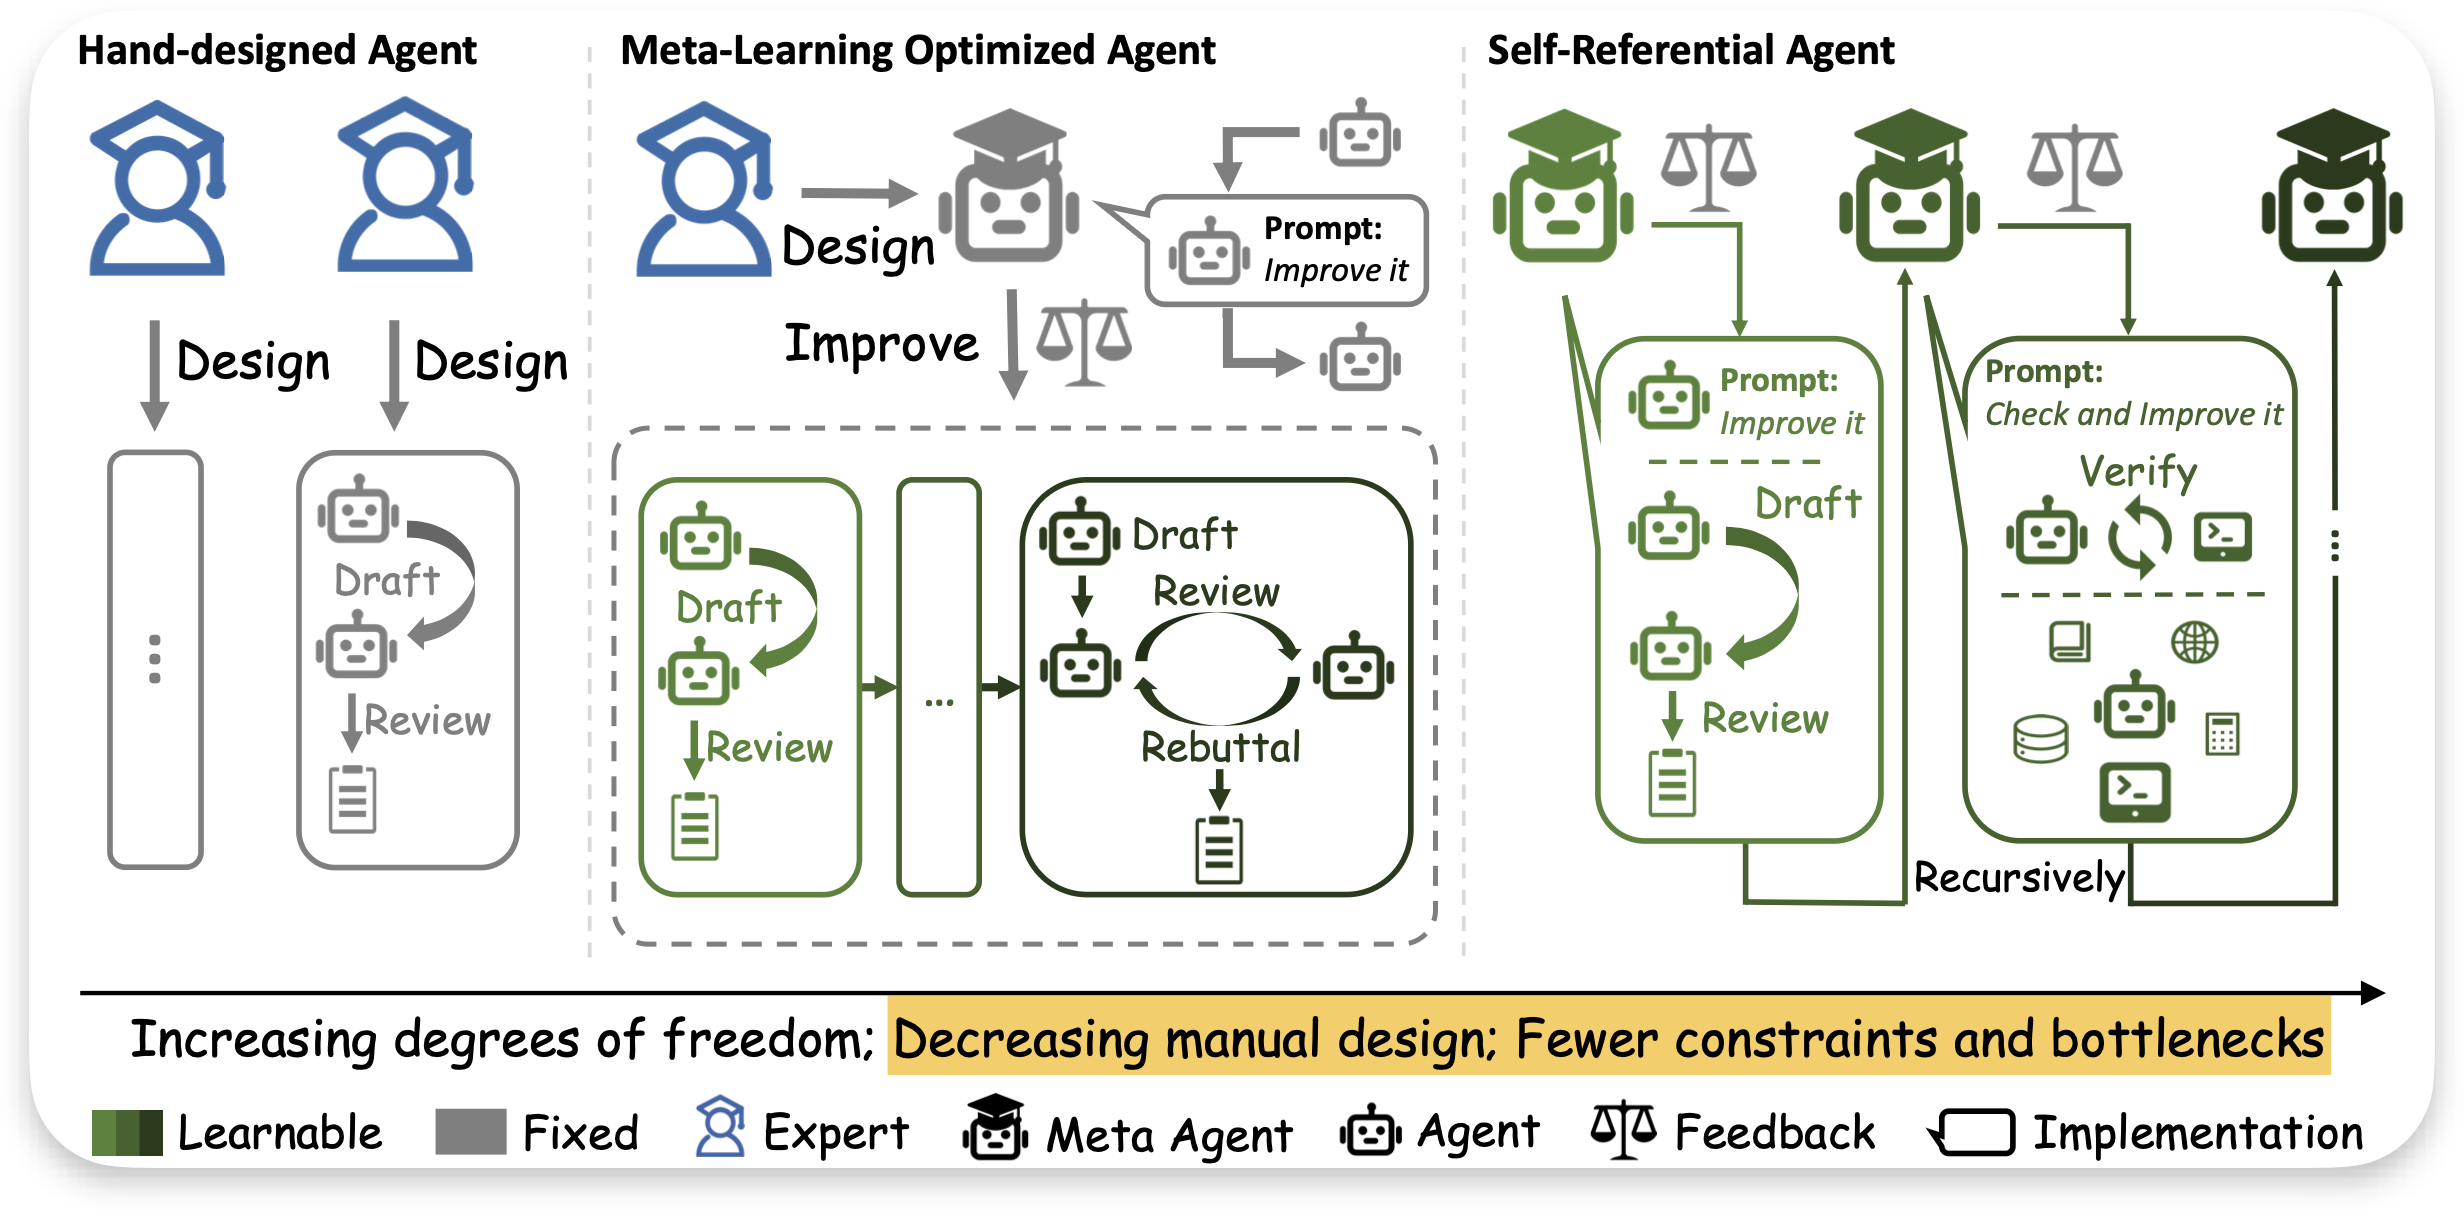 Hand-designed Agent
Design
Design
Draft
Review
Meta-Learning Optimized Agent
Design
Prompt:
Improve it
Improve
Draft
Review
...
Draft
Review
Rebuttal
Self-Referential Agent
Prompt:
Improve it
Draft
Review
Prompt:
Check and Improve it
Verify
Recursively
Increasing degrees of freedom; Decreasing manual design; Fewer constraints and bottlenecks
Learnable
Fixed
Expert
Meta Agent
Agent
Feedback
Implementation